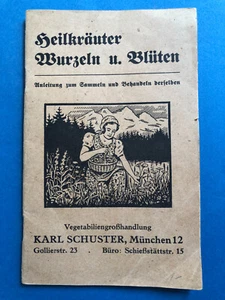 Heilkräuter
Wurzeln u. Blüten
Anleitung zum Sammeln und Behandeln derselben
Vegetabiliengroßhandlung
KARL SCHUSTER, München 12
Gollierstr. 23 . Büro: Schießstättstr. 15